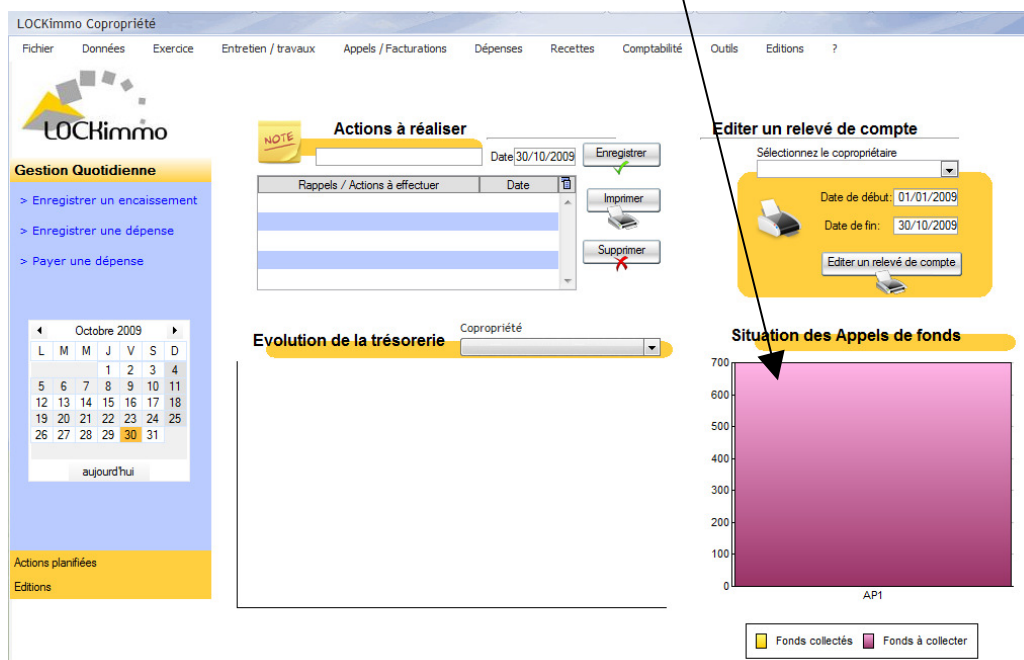 LOCKimmo Copropriété
Fichier Données Exercice Entretien / travaux Appels / Facturations Dépenses Recettes Comptabilité Outils Editions ?
LOCKimmo
Gestion Quotidienne
> Enregistrer un encaissement
> Enregistrer une dépense
> Payer une dépense
Octobre 2009
L M M J V S D
1 2 3 4
5 6 7 8 9 10 11
12 13 14 15 16 17 18
19 20 21 22 23 24 25
26 27 28 29 30 31
aujourd'hui
Actions planifiées
Editions
NOTE
Actions à réaliser
Date 30/10/2009 Enregistrer
Rappels / Actions à effectuer Date
Imprimer
Supprimer
Editer un relevé de compte
Sélectionnez le copropriétaire
Date de début: 01/01/2009
Date de fin: 30/10/2009
Editer un relevé de compte
Evolution de la trésorerie
Copropriété
Situation des Appels de fonds
700
600
500
400
300
200
100
0
AP1
Fonds collectés Fonds à collecter